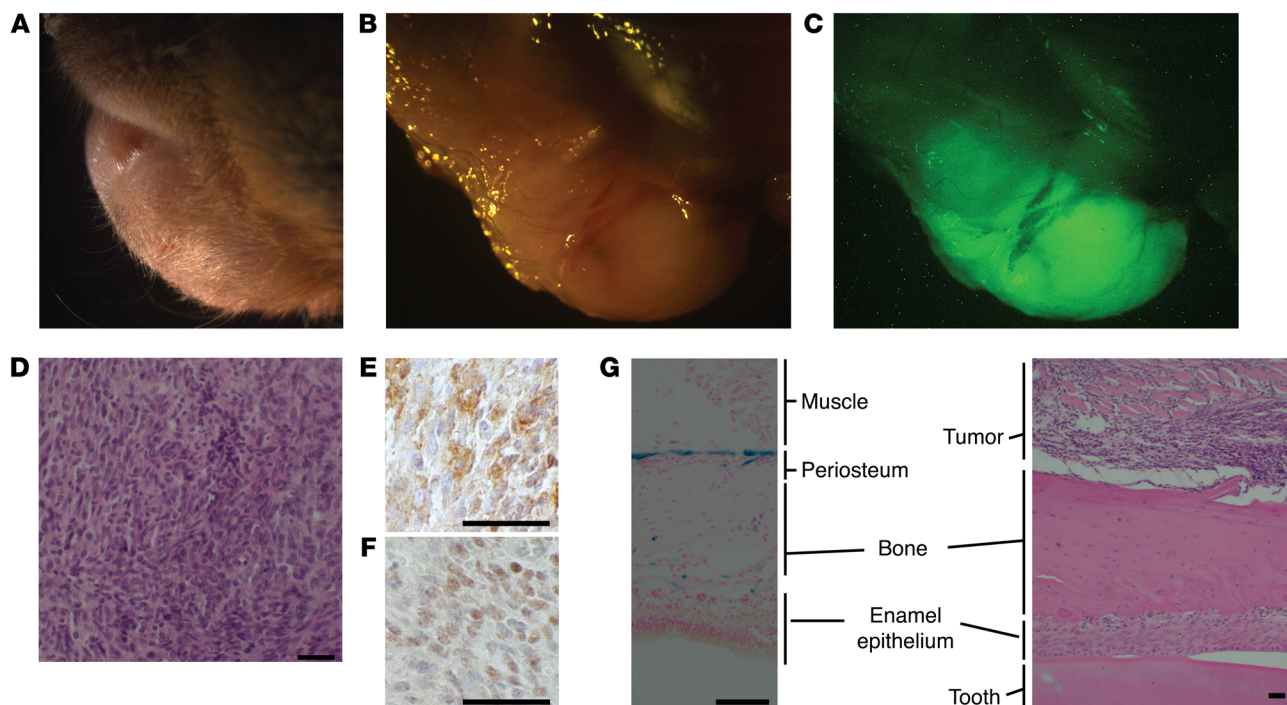 A
B
C
D
E
F
G
Muscle
Periosteum
Bone
Enamel
epithelium
Tumor
Tooth